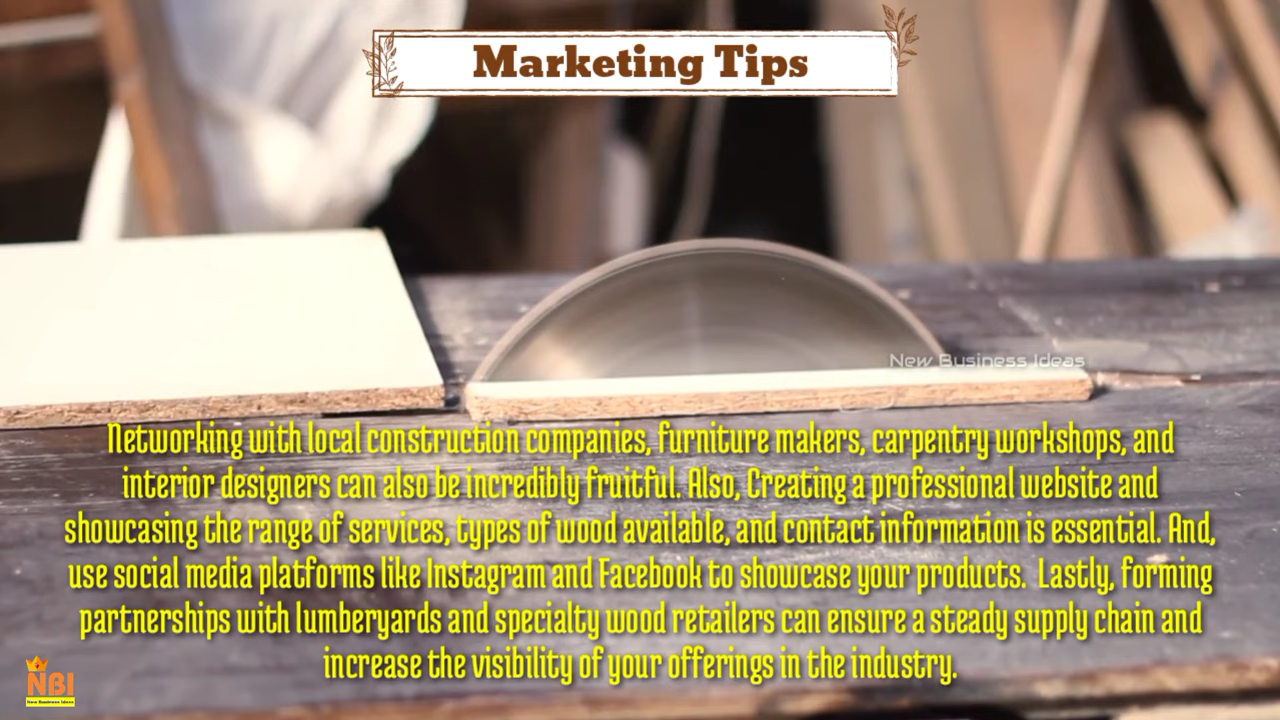 Marketing Tips
New Business Ideas
Networking with local construction companies, furniture makers, carpentry workshops, and
interior designers can also be incredibly fruitful. Also, Creating a professional website and
showcasing the range of services, types of wood available, and contact information is essential. And,
use social media platforms like Instagram and Facebook to showcase your products. Lastly, forming
partnerships with lumberyards and specialty wood retailers can ensure a steady supply chain and
increase the visibility of your offerings in the industry.
NBI
New Business Ideas